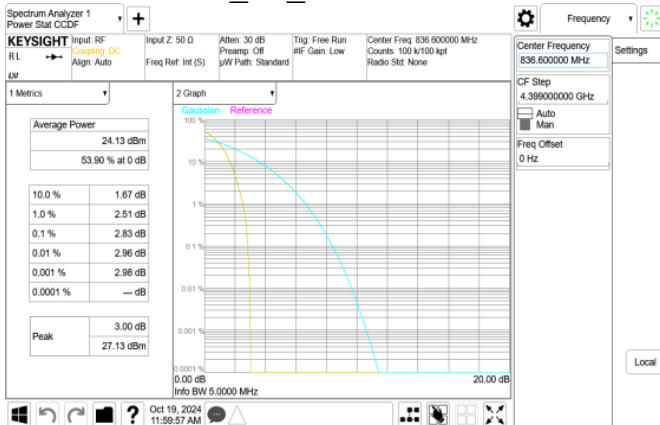 Spectrum Analyzer 1
Power Stat CCDF
Frequency
KEYSIGHT
Input: RF
Input Z: 50 Ω
Atten: 30 dB
Trig: Free Run
Center Freq: 836.600000 MHz
RL
Coupling: DC
Preamp: Off
#IF Gain: Low
Counts: 100 k/100 kpt
Align: Auto
Freq Ref: Int (S)
µW Path: Standard
Radio Std: None
Center Frequency
836.600000 MHz
Settings
CF Step
4.399000000 GHz
Auto
Man
Freq Offset
0 Hz
Local
1 Metrics
Average Power
24.13 dBm
53.90 % at 0 dB
10.0 % 1.67 dB
1.0 % 2.51 dB
0.1 % 2.83 dB
0.01 % 2.96 dB
0.001 % 2.98 dB
0.0001 % --- dB
Peak
3.00 dB
27.13 dBm
2 Graph
Gaussian Reference
100 %
10 %
1 %
0.1 %
0.01 %
0.001 %
0.0001 %
0.00 dB
20.00 dB
Info BW 5.0000 MHz
?
Oct 19, 2024
11:59:57 AM